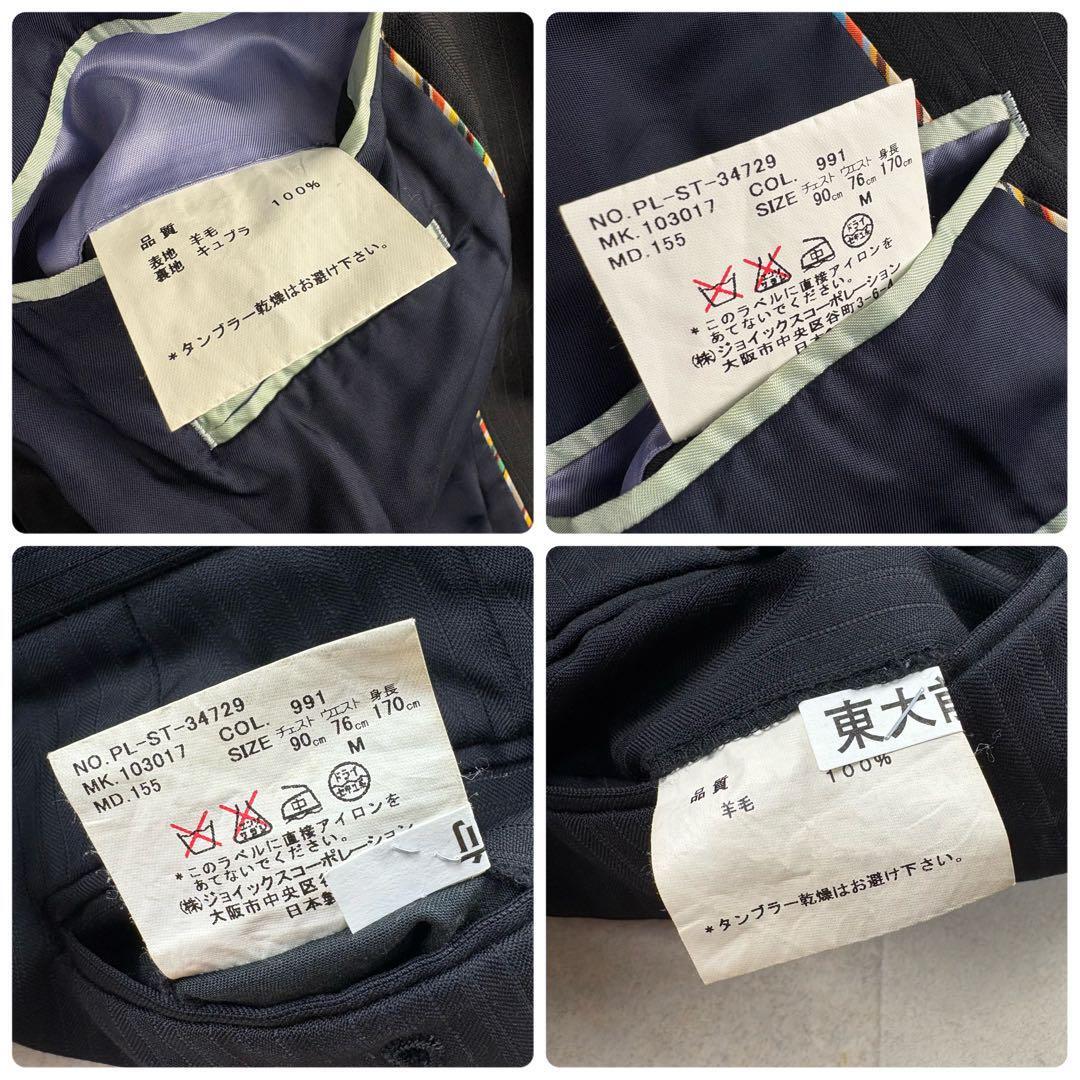 品質
表地 羊毛 100%
裏地 キュプラ
*タンブラー乾燥はお避け下さい。
NO.PL-ST-34729
MK.103017 COL. 991
MD.155 SIZE チェスト ウエスト 身長
90cm 76cm 170cm
M
ドライ
*このラベルに直接アイロンを
あてないでください。
(株)ジョイックスコーポレーション
大阪市中央区谷町3-6-4
NO.PL-ST-34729
MK.103017 COL. 991
MD.155 SIZE チェスト ウエスト 身長
90cm 76cm 170cm
M
ドライ
*このラベルに直接アイロンを
あてないでください。
(株)ジョイックスコーポレーション
大阪市中央区
日本製
東大前
品質
羊毛 100%
*タンブラー乾燥はお避け下さい。